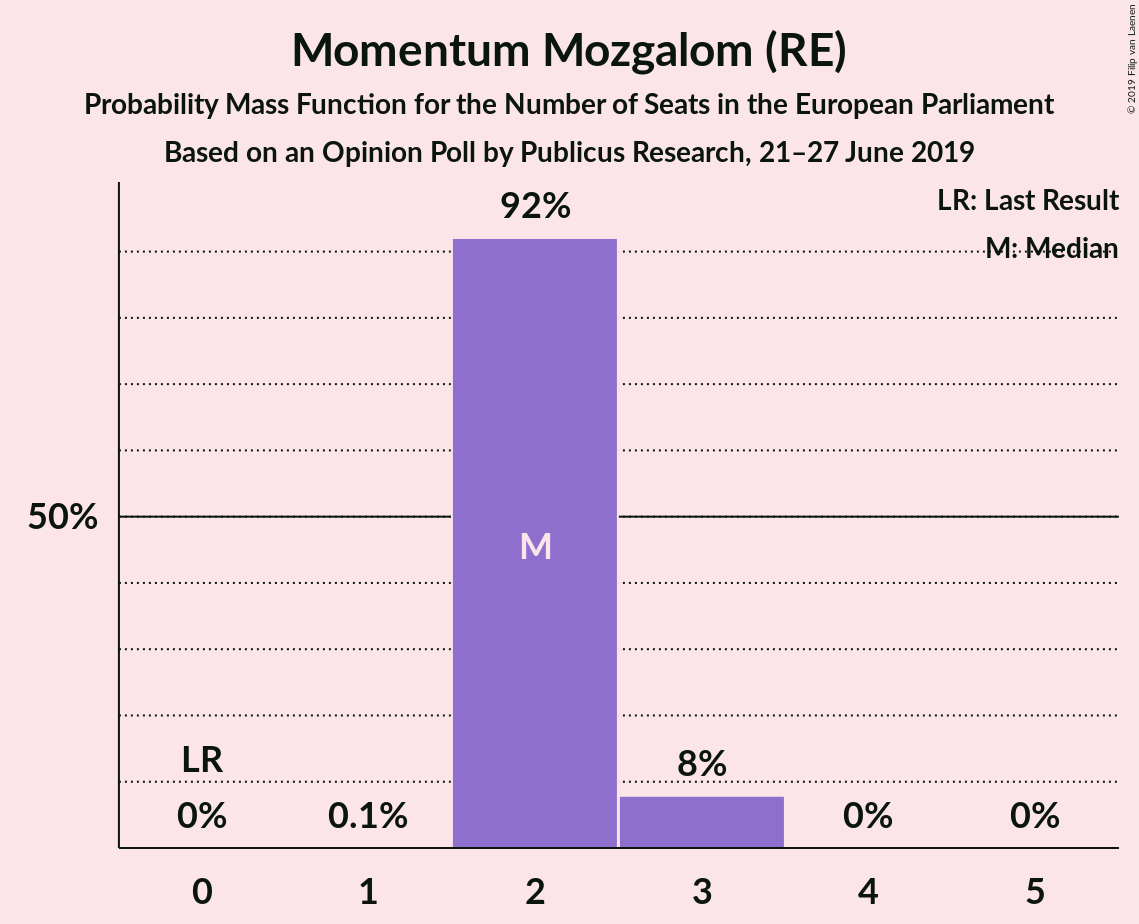 Momentum Mozgalom (RE)
Probability Mass Function for the Number of Seats in the European Parliament
Based on an Opinion Poll by Publicus Research, 21–27 June 2019
© 2019 Filip van Laenen
LR: Last Result
M: Median
92%
50%
M
LR
8%
0%
0.1%
0%
0%
0
1
2
3
4
5